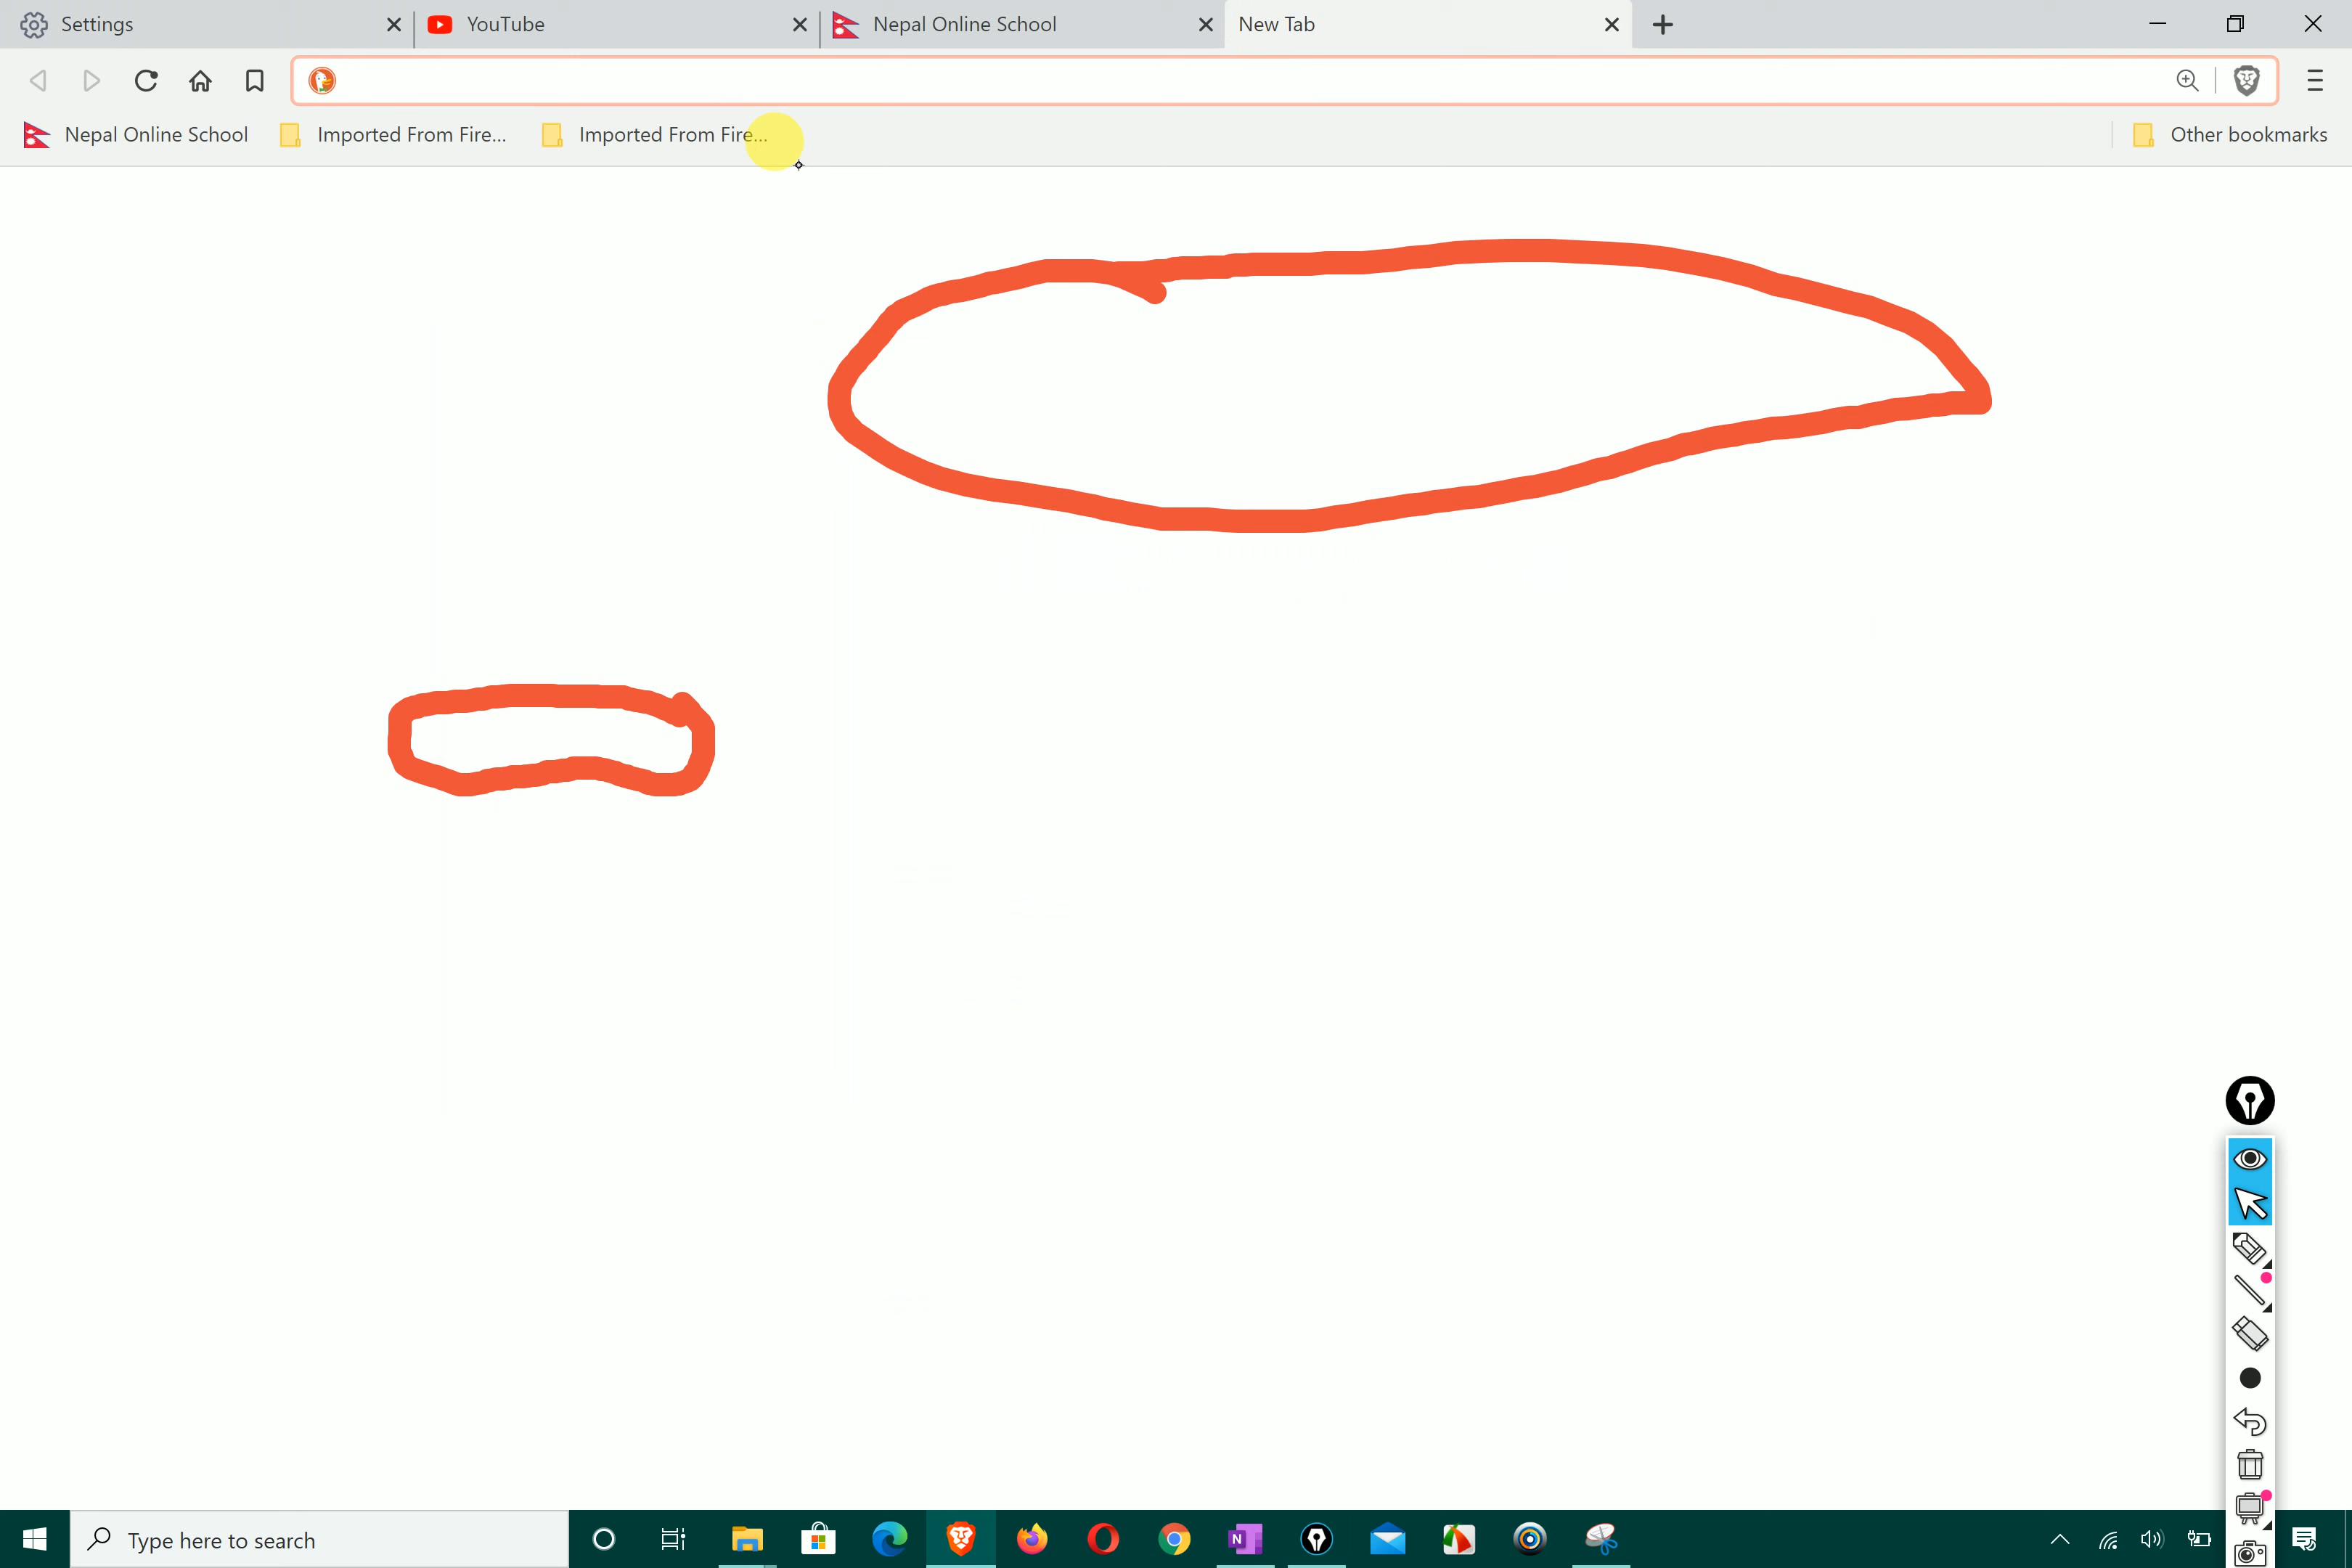 Settings
YouTube
Nepal Online School
New Tab
Nepal Online School
Imported From Fire...
Imported From Fire...
Other bookmarks
Type here to search